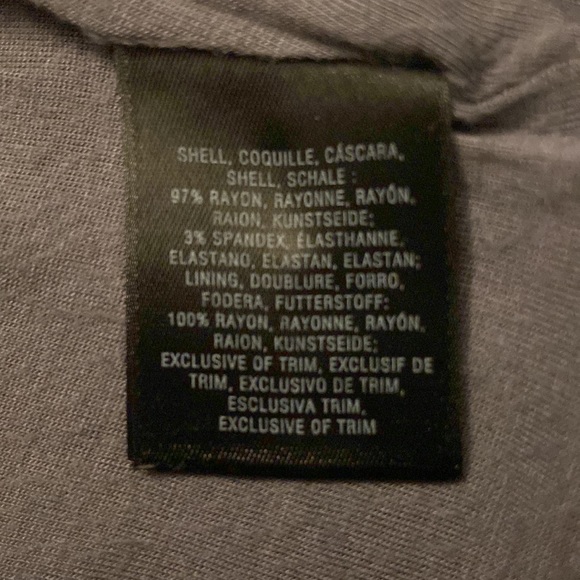 SHELL, COQUILLE, CÁSCARA,
SHELL, SCHALE :
97% RAYON, RAYONNE, RAYÓN,
RAION, KUNSTSEIDE;
3% SPANDEX, ÉLASTHANNE,
ELASTANO, ELASTAN, ELASTAN;
LINING, DOUBLURE, FORRO,
FODERA, FUTTERSTOFF:
100% RAYON, RAYONNE, RAYÓN,
RAION, KUNSTSEIDE;
EXCLUSIVE OF TRIM, EXCLUSIF DE
TRIM, EXCLUSIVO DE TRIM,
ESCLUSIVA TRIM,
EXCLUSIVE OF TRIM